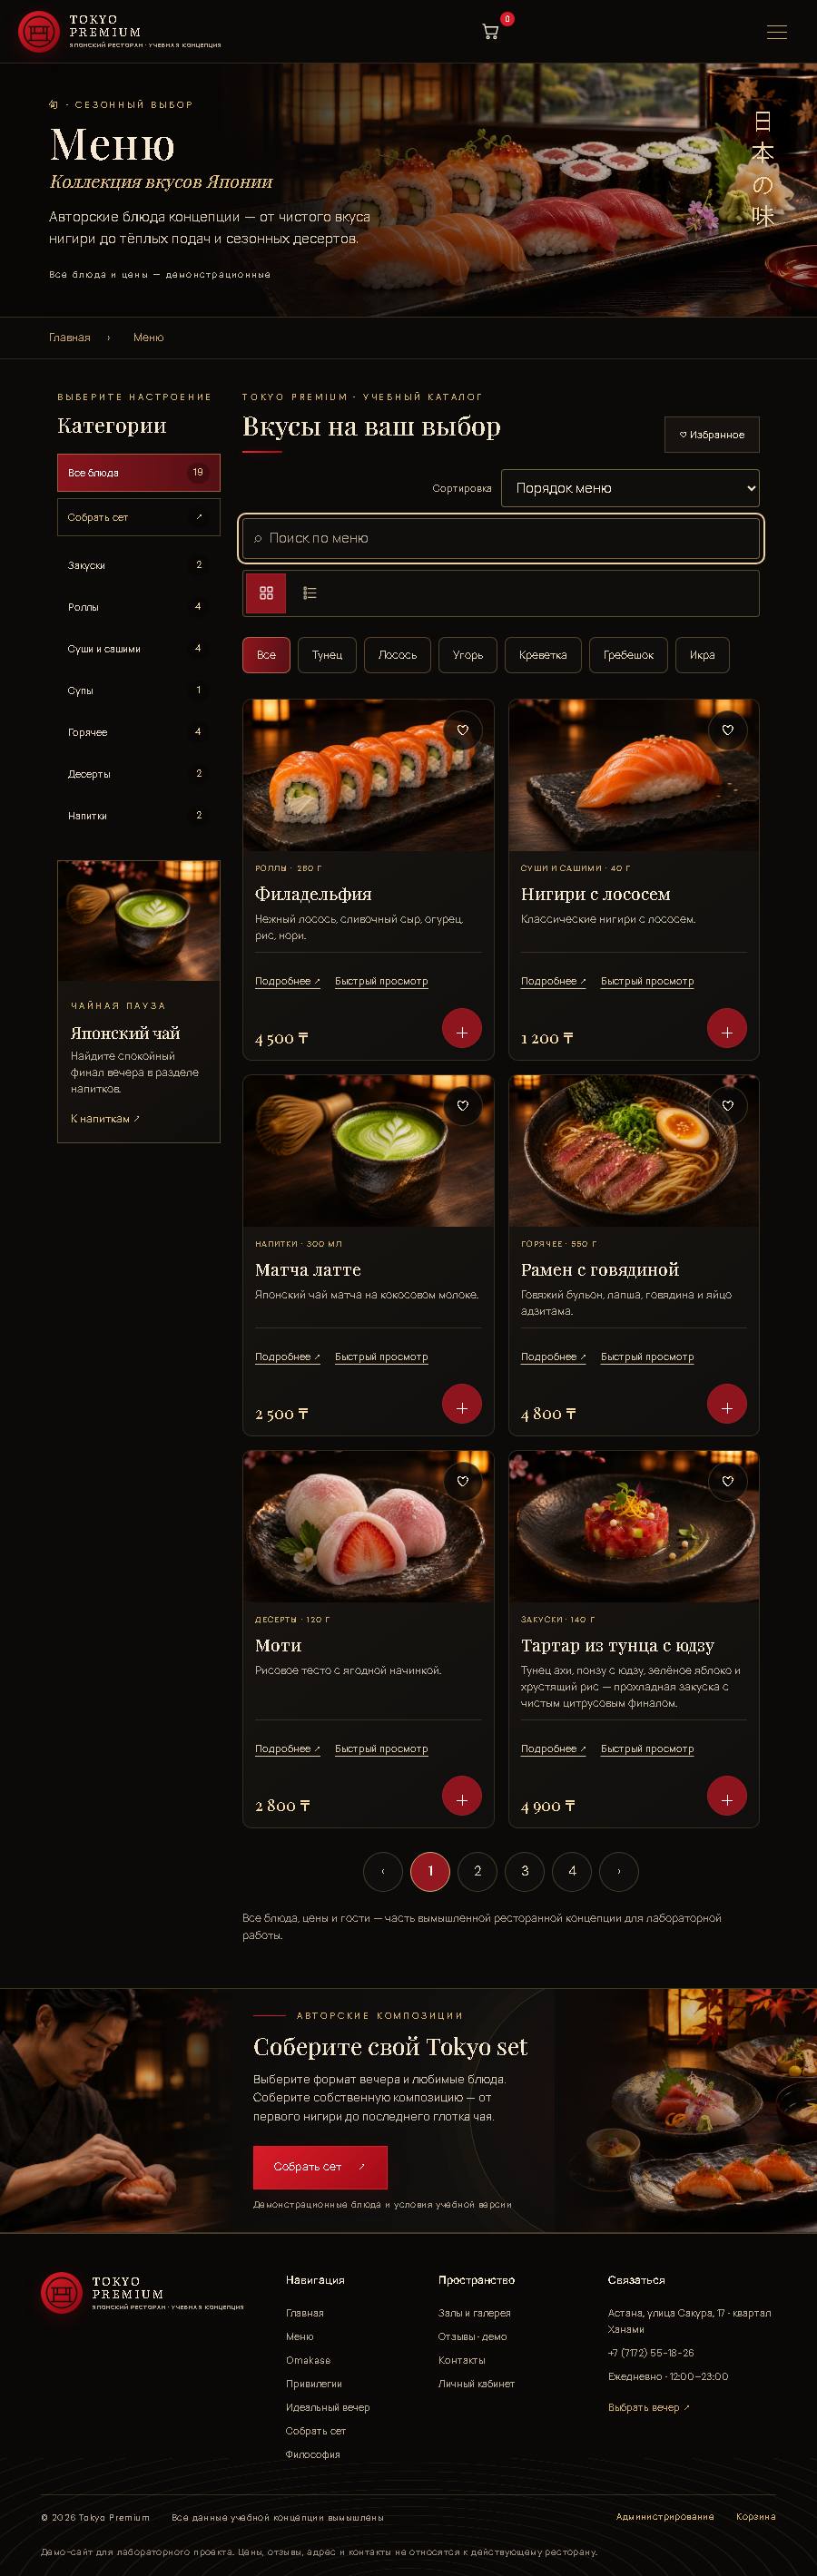 TOKYO
PREMIUM
ЯПОНСКИЙ РЕСТОРАН · УЧЕБНАЯ КОНЦЕПЦИЯ
0
旬 · СЕЗОННЫЙ ВЫБОР
Меню
Коллекция вкусов Японии
Авторские блюда концепции — от чистого вкуса
нигири до тёплых подач и сезонных десертов.
Все блюда и цены — демонстрационные
日本の味
Главная › Меню
ВЫБЕРИТЕ НАСТРОЕНИЕ
Категории
Все блюда 19
Собрать сет ↗
Закуски 2
Роллы 4
Суши и сашими 4
Супы 1
Горячее 4
Десерты 2
Напитки 2
ЧАЙНАЯ ПАУЗА
Японский чай
Найдите спокойный
финал вечера в разделе
напитков.
К напиткам ↗
TOKYO PREMIUM · УЧЕБНЫЙ КАТАЛОГ
Вкусы на ваш выбор
♡ Избранное
Сортировка Порядок меню
⌕ Поиск по меню
Все Тунец Лосось Угорь Креветка Гребешок Икра
РОЛЛЫ · 280 Г
Филадельфия
Нежный лосось, сливочный сыр, огурец,
рис, нори.
Подробнее ↗ Быстрый просмотр
4 500 ₸ +
СУШИ И САШИМИ · 40 Г
Нигири с лососем
Классические нигири с лососем.
Подробнее ↗ Быстрый просмотр
1 200 ₸ +
НАПИТКИ · 300 МЛ
Матча латте
Японский чай матча на кокосовом молоке.
Подробнее ↗ Быстрый просмотр
2 500 ₸ +
ГОРЯЧЕЕ · 550 Г
Рамен с говядиной
Говяжий бульон, лапша, говядина и яйцо
адзитама.
Подробнее ↗ Быстрый просмотр
4 800 ₸ +
ДЕСЕРТЫ · 120 Г
Моти
Рисовое тесто с ягодной начинкой.
Подробнее ↗ Быстрый просмотр
2 800 ₸ +
ЗАКУСКИ · 140 Г
Тартар из тунца с юдзу
Тунец ахи, понзу с юдзу, зелёное яблоко и
хрустящий рис — прохладная закуска с
чистым цитрусовым финалом.
Подробнее ↗ Быстрый просмотр
4 900 ₸ +
‹ 1 2 3 4 ›
Все блюда, цены и гости — часть вымышленной ресторанной концепции для лабораторной
работы.
АВТОРСКИЕ КОМПОЗИЦИИ
Соберите свой Tokyo set
Выберите формат вечера и любимые блюда.
Соберите собственную композицию — от
первого нигири до последнего глотка чая.
Собрать сет ↗
Демонстрационные блюда и условия учебной версии
TOKYO
PREMIUM
ЯПОНСКИЙ РЕСТОРАН · УЧЕБНАЯ КОНЦЕПЦИЯ
Навигация
Главная
Меню
Omakase
Привилегии
Идеальный вечер
Собрать сет
Философия
Пространство
Залы и галерея
Отзывы · демо
Контакты
Личный кабинет
Связаться
Астана, улица Сакура, 17 · квартал
Ханами
+7 (7172) 55-18-26
Ежедневно · 12:00–23:00
Выбрать вечер ↗
© 2026 Tokyo Premium Все данные учебной концепции вымышлены Администрирование Корзина
Демо-сайт для лабораторного проекта. Цены, отзывы, адрес и контакты не относятся к действующему ресторану.